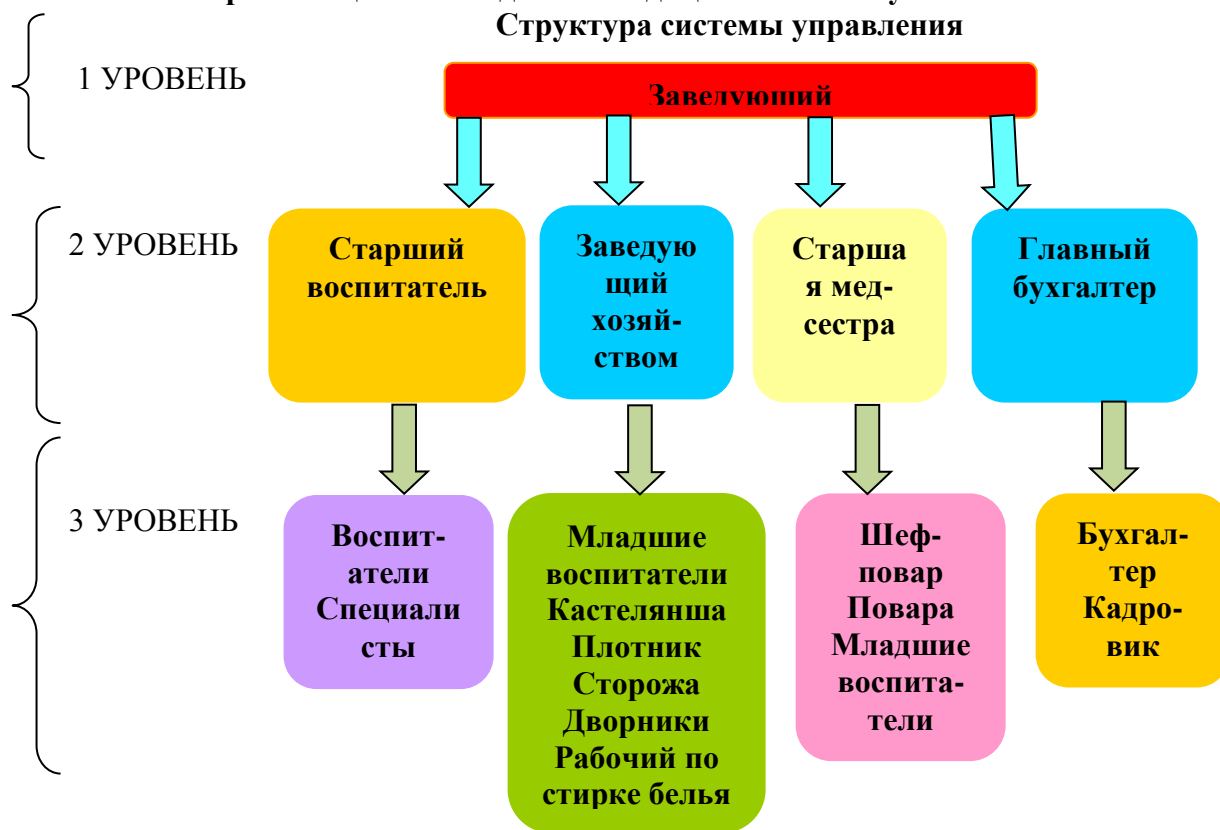 Структура системы управления
1 УРОВЕНЬ
Заведующий
2 УРОВЕНЬ
Старший
воспитатель
Заведую
щий
хозяй-
ством
Старша
я мед-
сестра
Главный
бухгалтер
3 УРОВЕНЬ
Воспит-
атели
Специали
сты
Младшие
воспитатели
Кастелянша
Плотник
Сторожа
Дворники
Рабочий по
стирке белья
Шеф-
повар
Повара
Младшие
воспита-
тели
Бухгал-
тер
Кадро-
вик